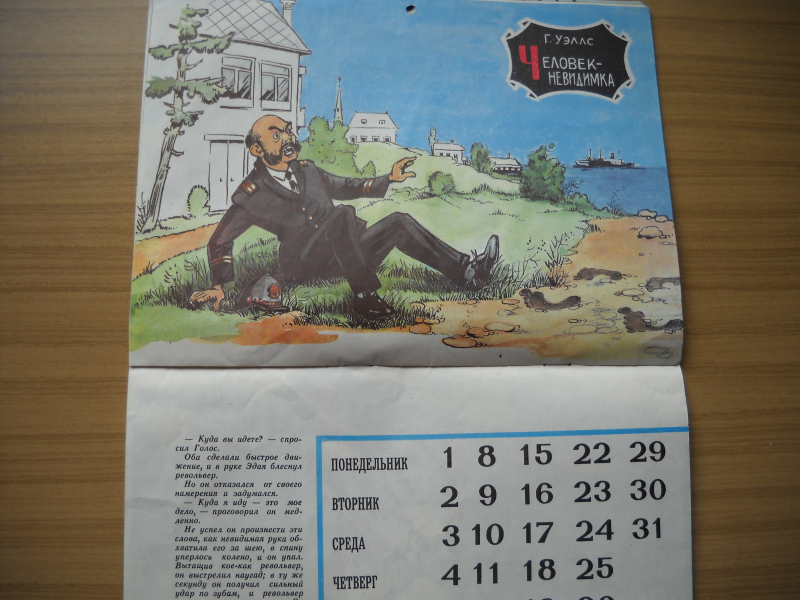 Г. УЭЛЛС
ЧЕЛОВЕК-
НЕВИДИМКА
— Куда вы идете? — спро-
сил Голос.
Оба сделали быстрое дви-
жение, и в руке Эдая блеснул
револьвер.
Но он отказался от своего
намерения и задумался.
— Куда я иду — это мое
дело, — проговорил он мед-
ленно.
Не успел он произнести эти
слова, как невидимая рука об-
хватила его за шею, в спину
уперлось колено, и он упал.
Вытащив кое-как револьвер,
он выстрелил наугад; в ту же
секунду он получил сильный
удар по зубам, и револьвер
ПОНЕДЕЛЬНИК 1 8 15 22 29
ВТОРНИК 2 9 16 23 30
СРЕДА 3 10 17 24 31
ЧЕТВЕРГ 4 11 18 25